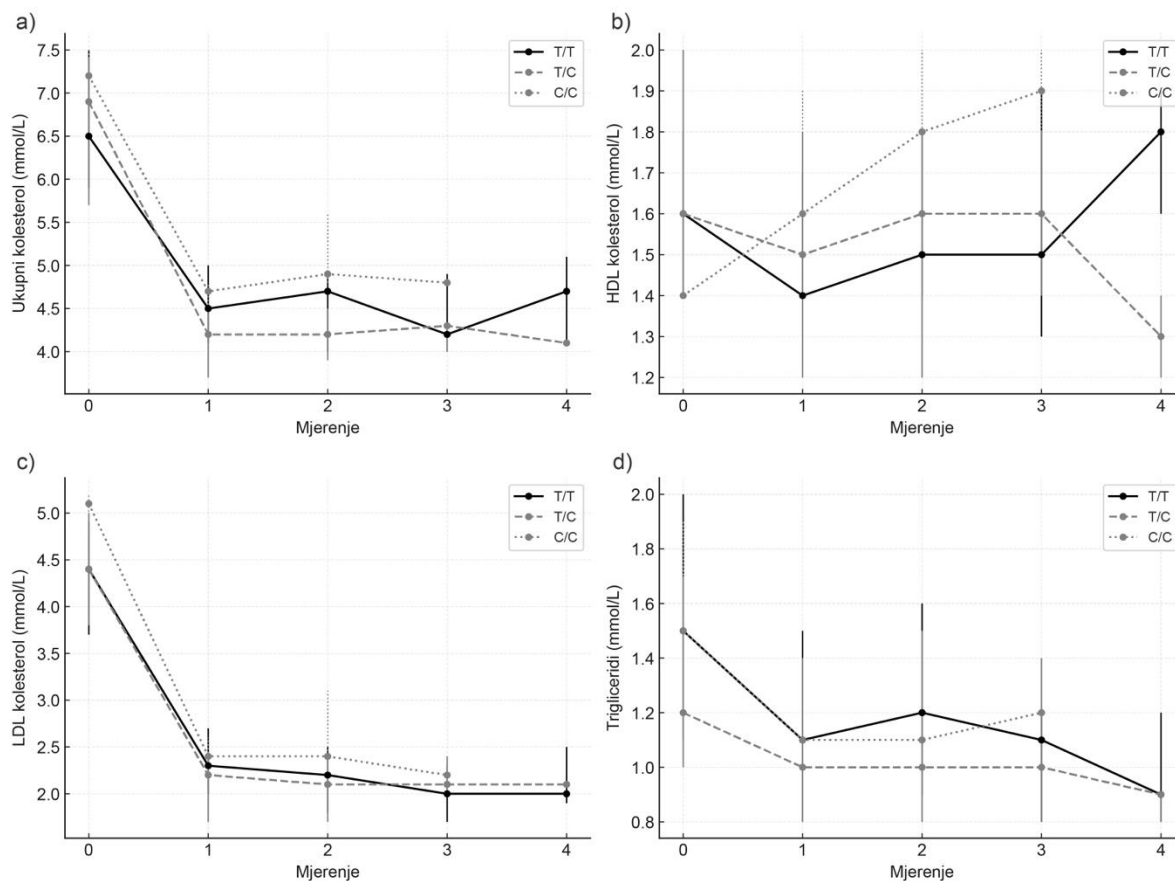 a)
Ukupni kolesterol (mmol/L)
7.5
7.0
6.5
6.0
5.5
5.0
4.5
4.0
0
1
2
3
4
Mjerenje
T/T
T/C
C/C
b)
HDL kolesterol (mmol/L)
2.0
1.9
1.8
1.7
1.6
1.5
1.4
1.3
1.2
0
1
2
3
4
Mjerenje
T/T
T/C
C/C
c)
LDL kolesterol (mmol/L)
5.0
4.5
4.0
3.5
3.0
2.5
2.0
0
1
2
3
4
Mjerenje
T/T
T/C
C/C
d)
Trigliceridi (mmol/L)
2.0
1.8
1.6
1.4
1.2
1.0
0.8
0
1
2
3
4
Mjerenje
T/T
T/C
C/C